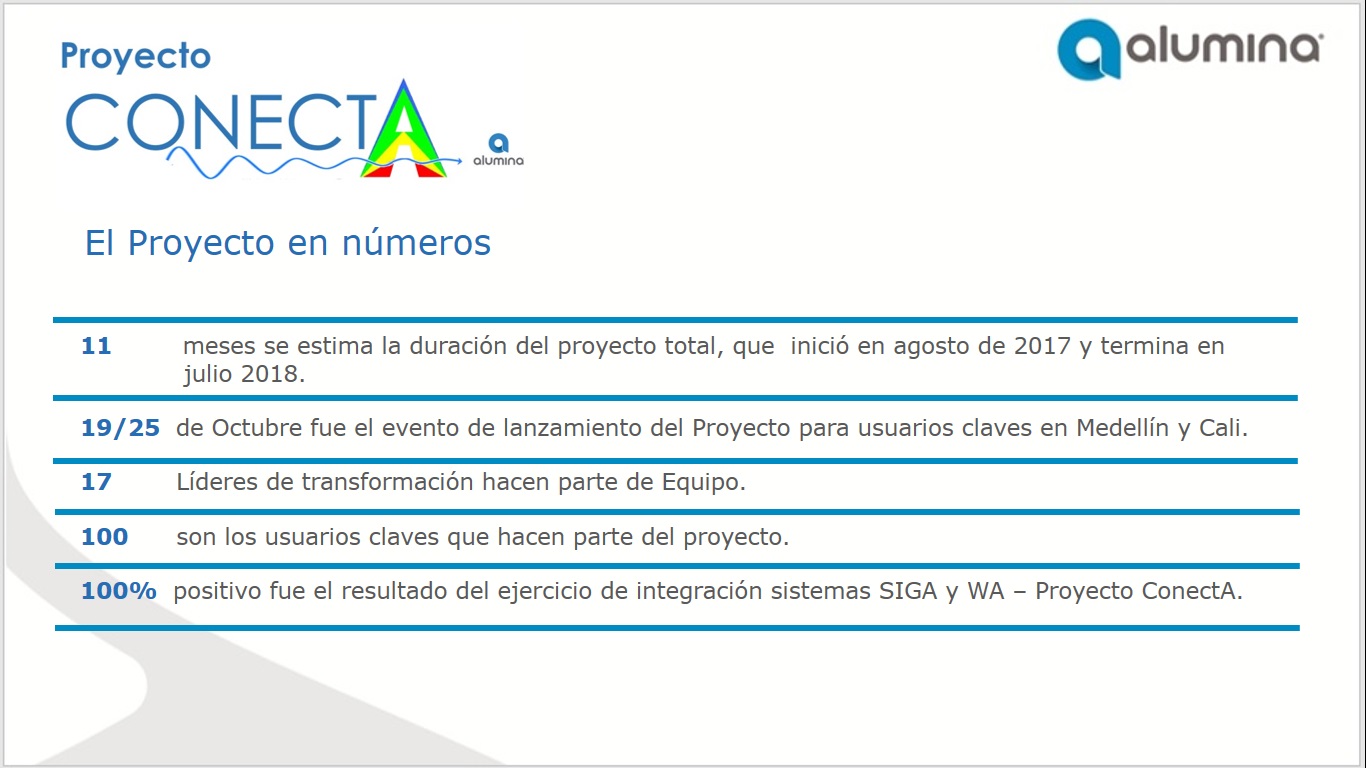 Proyecto
CONECTA
alumina
alumina
El Proyecto en números
11 meses se estima la duración del proyecto total, que inició en agosto de 2017 y termina en
julio 2018.
19/25 de Octubre fue el evento de lanzamiento del Proyecto para usuarios claves en Medellín y Cali.
17 Líderes de transformación hacen parte de Equipo.
100 son los usuarios claves que hacen parte del proyecto.
100% positivo fue el resultado del ejercicio de integración sistemas SIGA y WA – Proyecto ConectA.